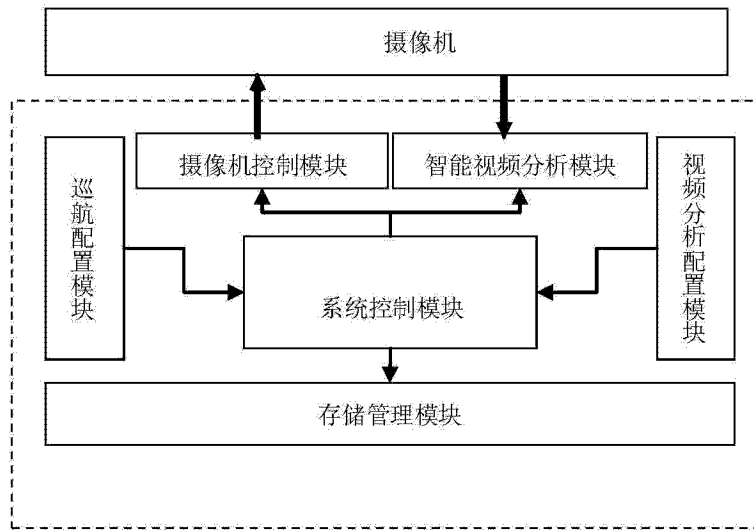 摄像机
摄像机控制模块
智能视频分析模块
巡航配置模块
视频分析配置模块
系统控制模块
存储管理模块